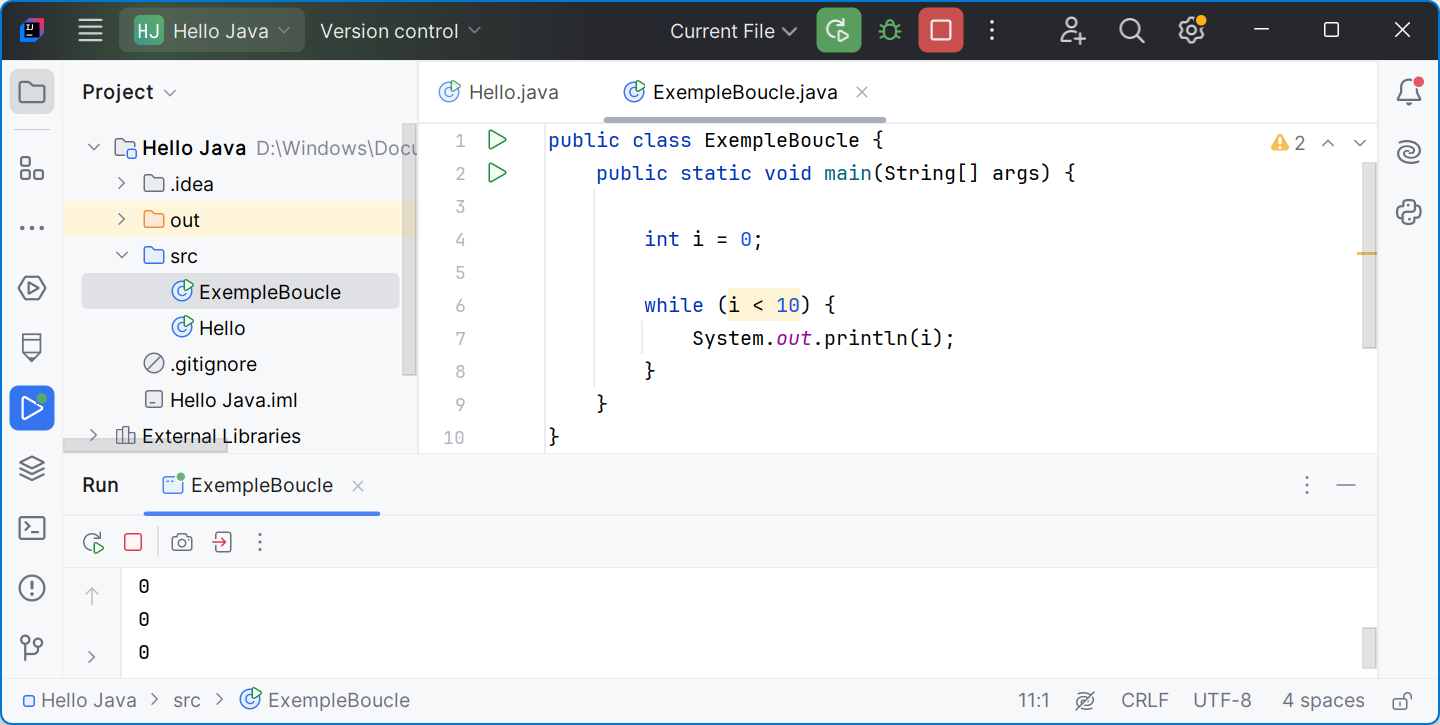 HJ Hello Java Version control Current File
Project
Hello.java ExempleBoucle.java
Hello Java D:\Windows\Docu
.idea
out
src
ExempleBoucle
Hello
.gitignore
Hello Java.iml
External Libraries
1 public class ExempleBoucle {
2 public static void main(String[] args) {
3
4 int i = 0;
5
6 while (i < 10) {
7 System.out.println(i);
8 }
9 }
10 }
2
Run ExempleBoucle
0
0
0
Hello Java > src > ExempleBoucle 11:1 CRLF UTF-8 4 spaces